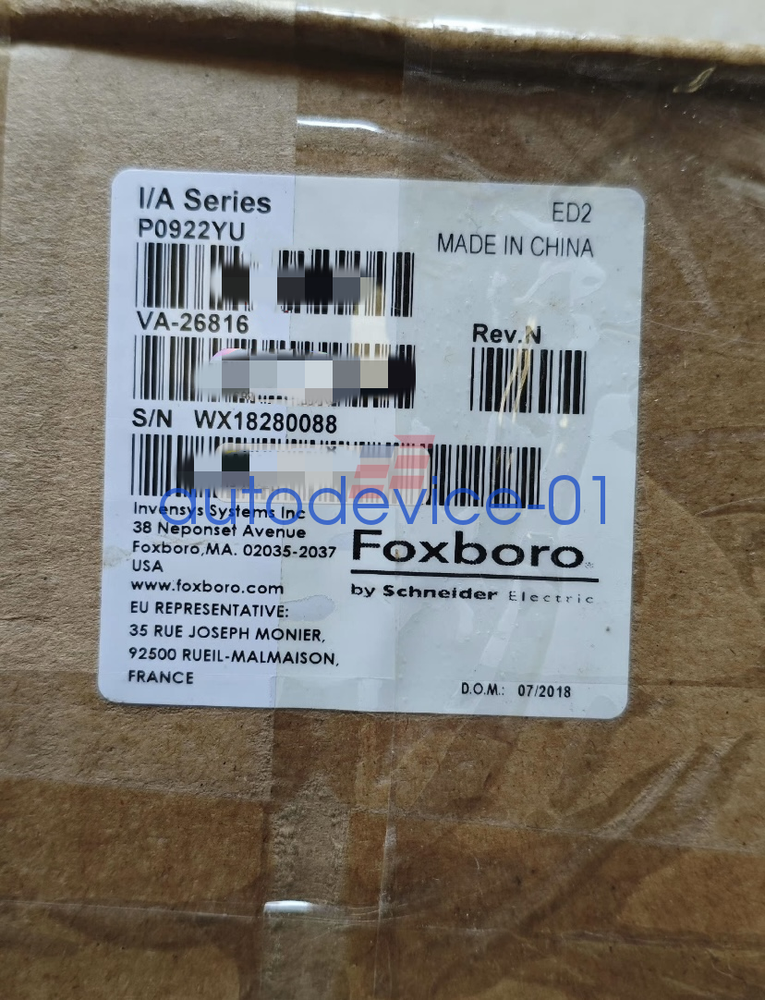 I/A Series
P0922YU
ED2
MADE IN CHINA
VA-26816
Rev.N
S/N WX18280088
autodevice-01
Invensys Systems Inc
38 Neponset Avenue
Foxboro,MA. 02035-2037
USA
www.foxboro.com
Foxboro®
by Schneider Electric
EU REPRESENTATIVE:
35 RUE JOSEPH MONIER,
92500 RUEIL-MALMAISON,
FRANCE
D.O.M.: 07/2018